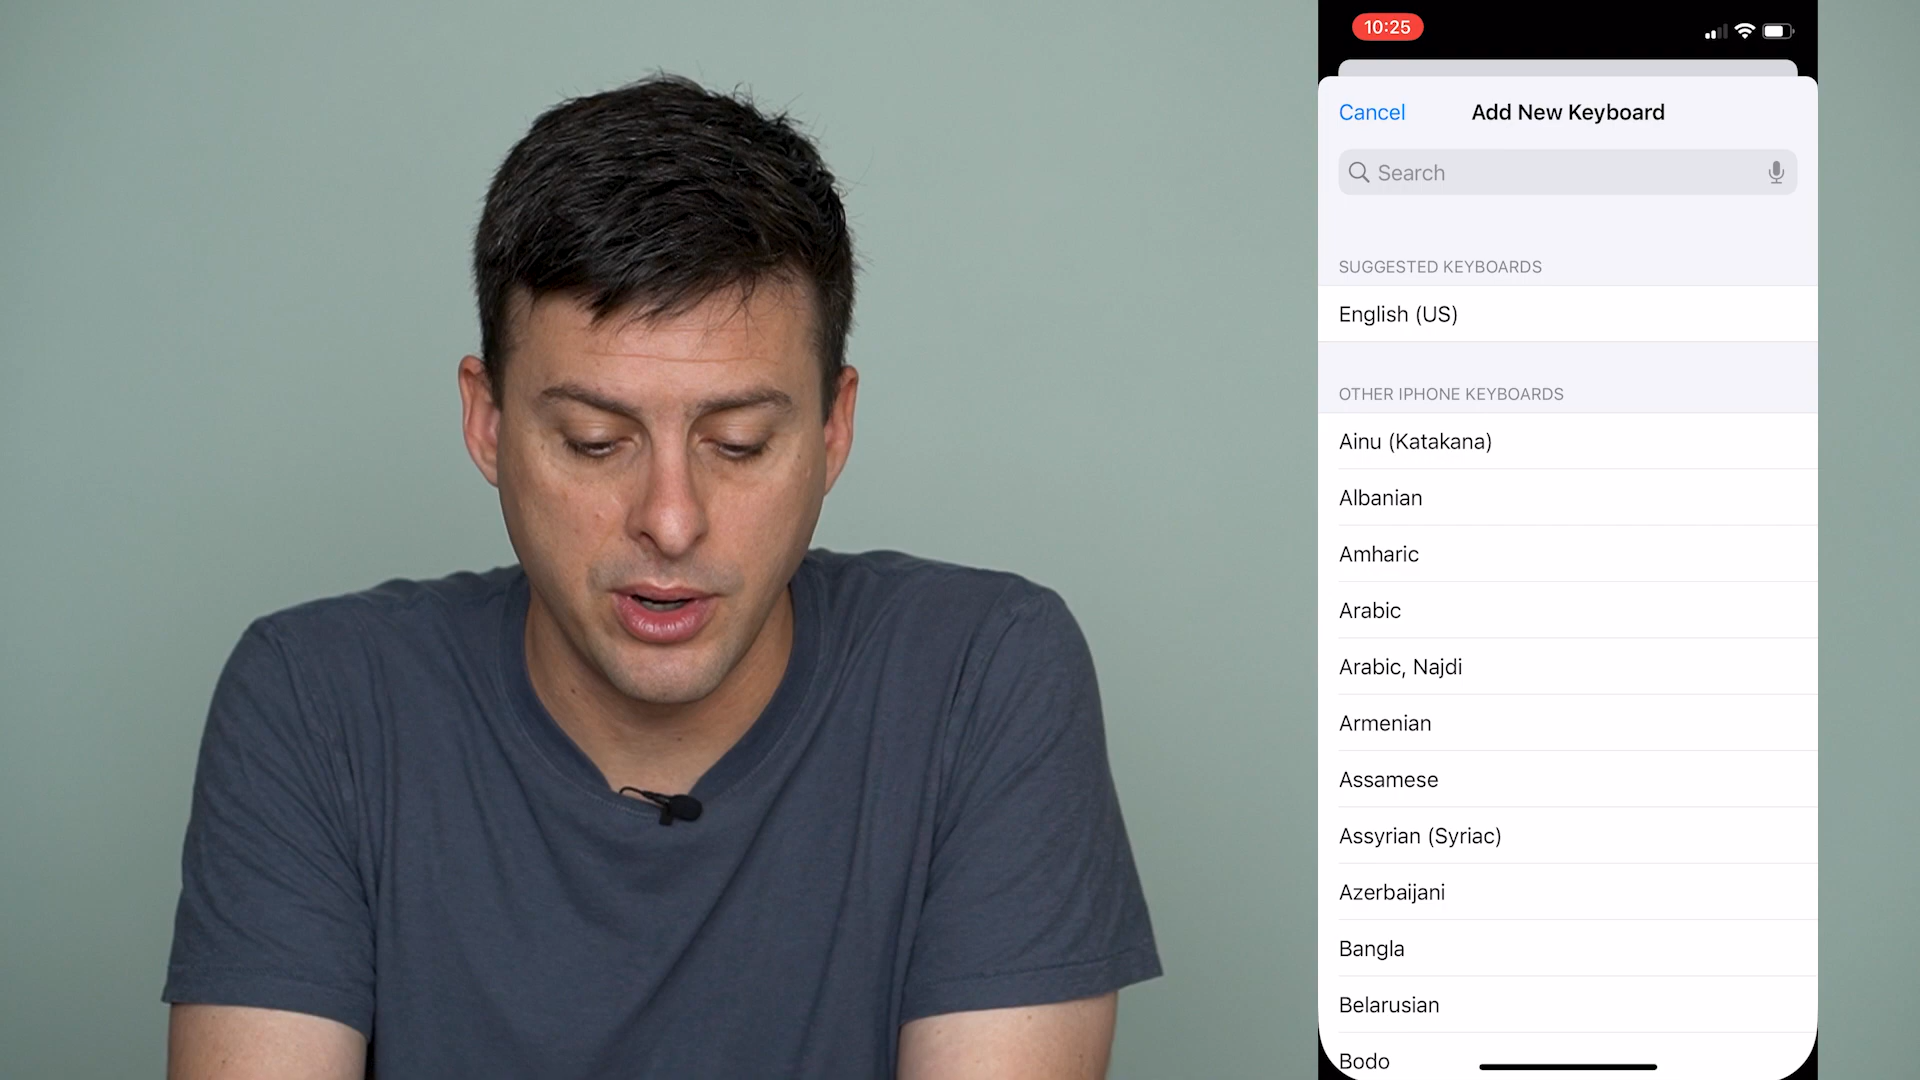 10:25
Cancel
Add New Keyboard
Search
SUGGESTED KEYBOARDS
English (US)
OTHER IPHONE KEYBOARDS
Ainu (Katakana)
Albanian
Amharic
Arabic
Arabic, Najdi
Armenian
Assamese
Assyrian (Syriac)
Azerbaijani
Bangla
Belarusian
Bodo